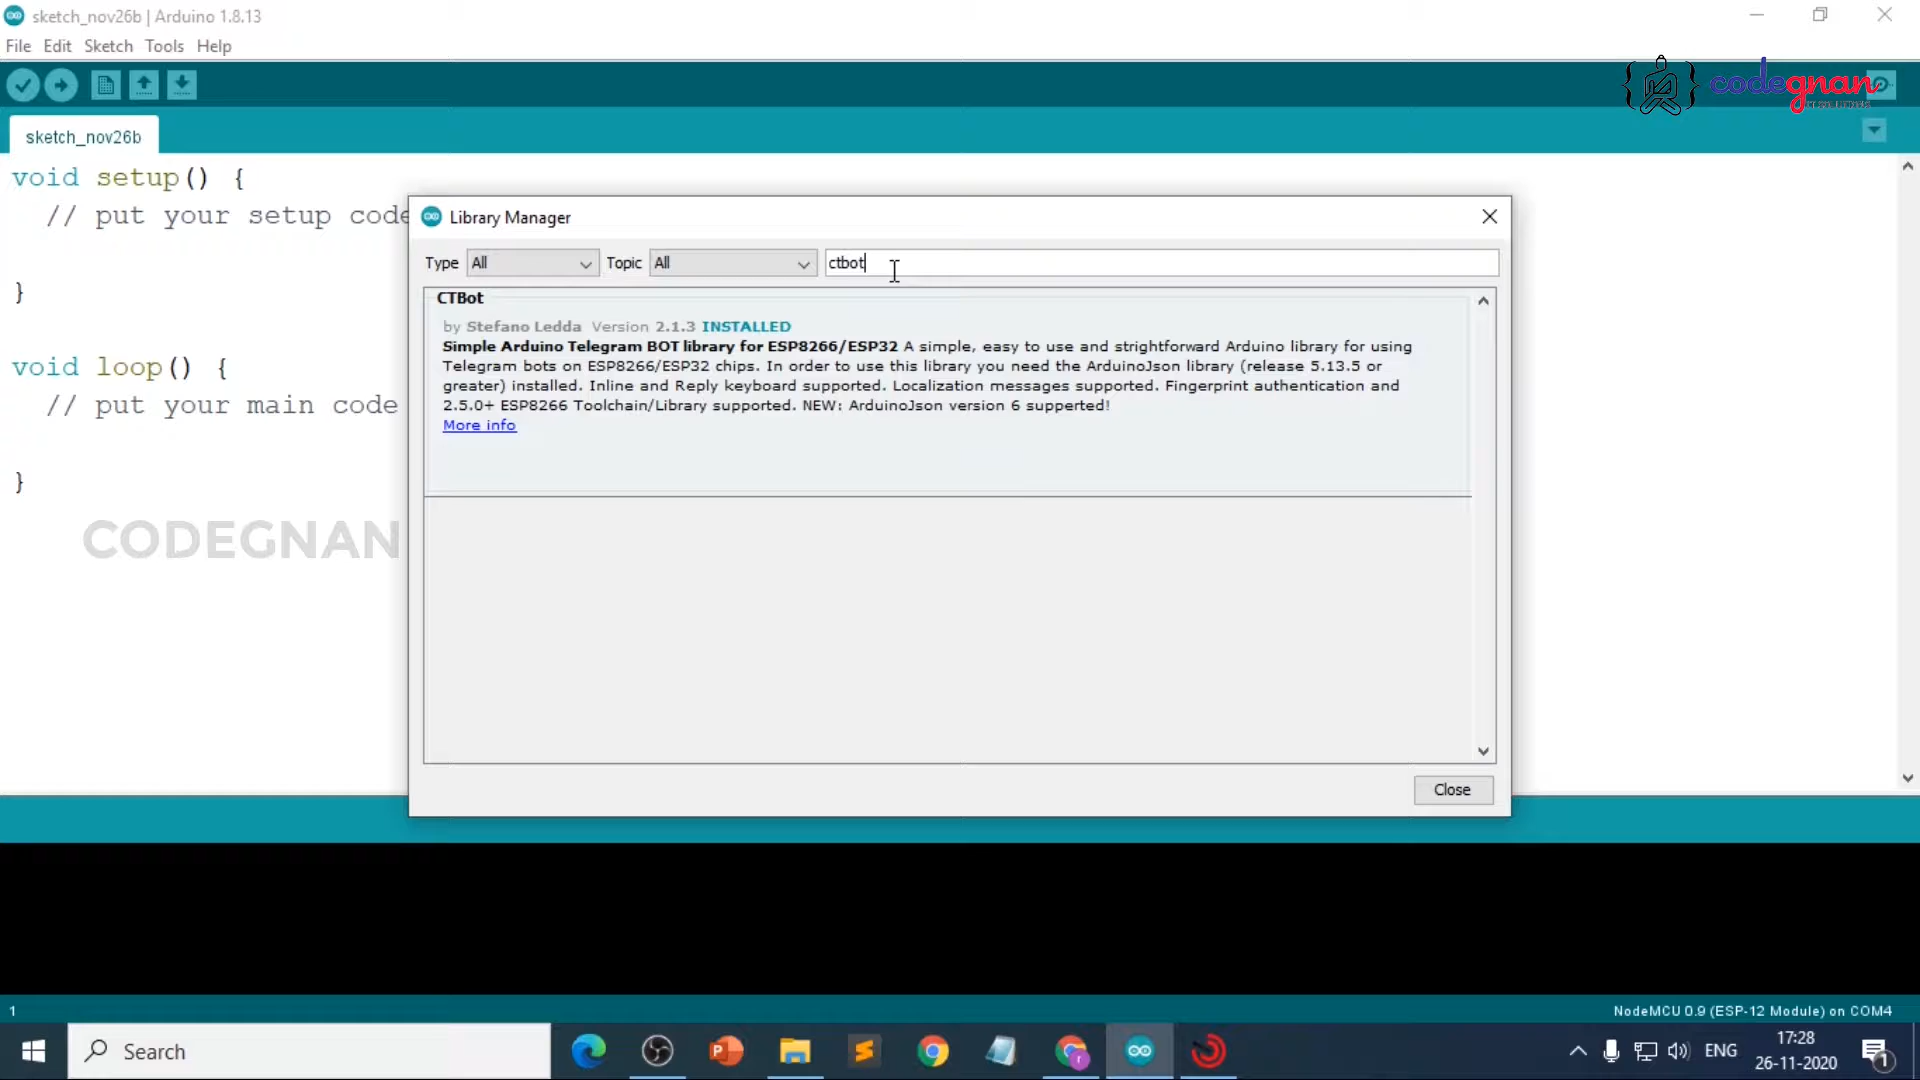 sketch_nov26b | Arduino 1.8.13
File Edit Sketch Tools Help
codegnan
sketch_nov26b
void setup() {
// put your setup code
}
void loop() {
// put your main code
}
CODEGNAN
Library Manager
Type All Topic All ctbot
CTBot
by Stefano Ledda Version 2.1.3 INSTALLED
Simple Arduino Telegram BOT library for ESP8266/ESP32 A simple, easy to use and strightforward Arduino library for using
Telegram bots on ESP8266/ESP32 chips. In order to use this library you need the ArduinoJson library (release 5.13.5 or
greater) installed. Inline and Reply keyboard supported. Localization messages supported. Fingerprint authentication and
2.5.0+ ESP8266 Toolchain/Library supported. NEW: ArduinoJson version 6 supperted!
More info
Close
1
NodeMCU 0.9 (ESP-12 Module) on COM4
Search
ENG
17:28
26-11-2020
1